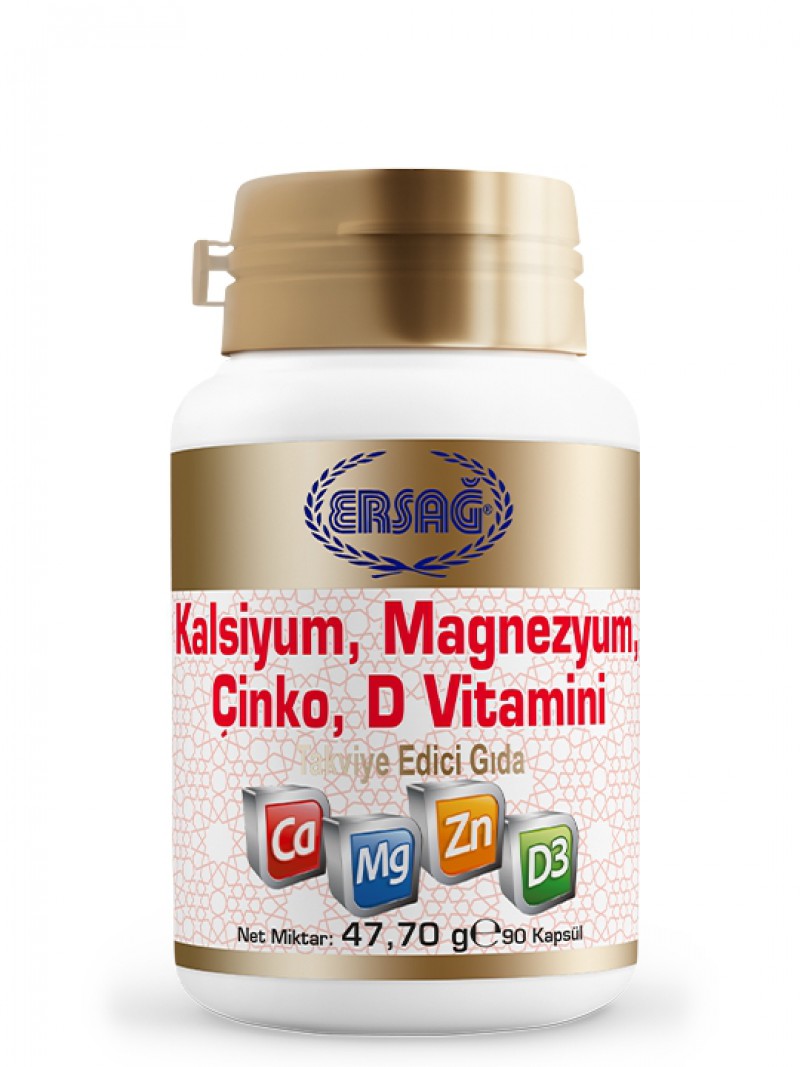 ERSAĞ®
Kalsiyum, Magnezyum,
Çinko, D Vitamini
Takviye Edici Gıda
Ca
Mg
Zn
D3
Net Miktar: 47,70 g℮90 Kapsül